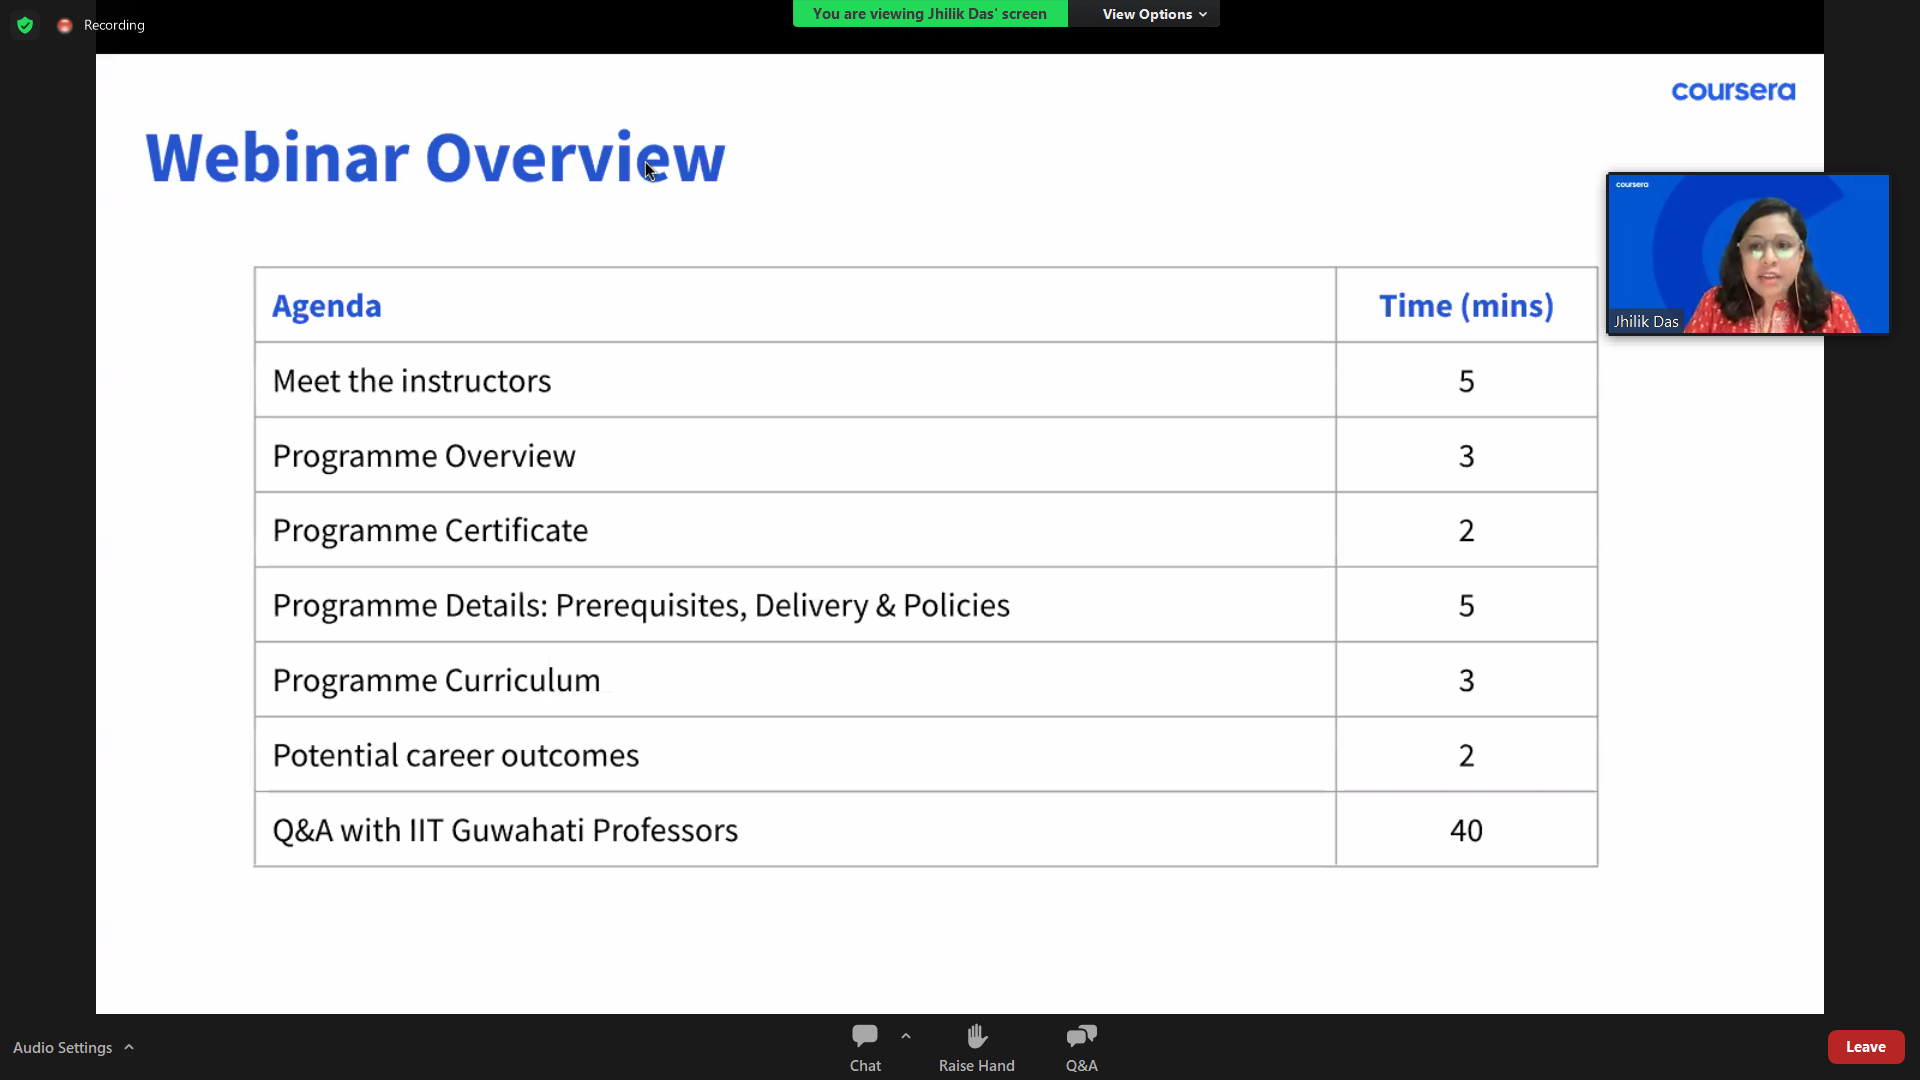 Recording
You are viewing Jhilik Das' screen
View Options
coursera
Webinar Overview
coursera
Jhilik Das
Agenda Time (mins)
Meet the instructors 5
Programme Overview 3
Programme Certificate 2
Programme Details: Prerequisites, Delivery & Policies 5
Programme Curriculum 3
Potential career outcomes 2
Q&A with IIT Guwahati Professors 40
Audio Settings
Chat
Raise Hand
Q&A
Leave